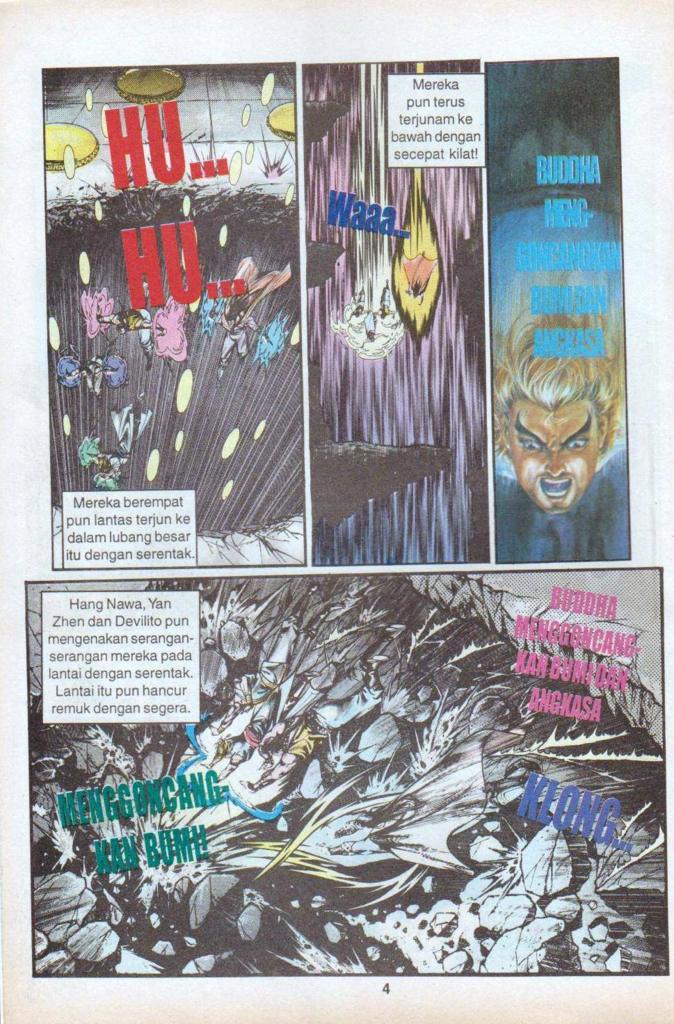 HU...
HU...
Mereka berempat
pun lantas terjun ke
dalam lubang besar
itu dengan serentak.
Mereka
pun terus
terjunam ke
bawah dengan
secepat kilat!
Waaa...
BUDDHA
MENG-
GONCANGKAN
BUMI DAN
ANGKASA
Hang Nawa, Yan
Zhen dan Devilito pun
mengenakan serangan-
serangan mereka pada
lantai dengan serentak.
Lantai itu pun hancur
remuk dengan segera.
MENGGONCANG-
KAN BUMI!
BUDDHA
MENGGONCANG-
KAN BUMI DAN
ANGKASA
KLONG...
4